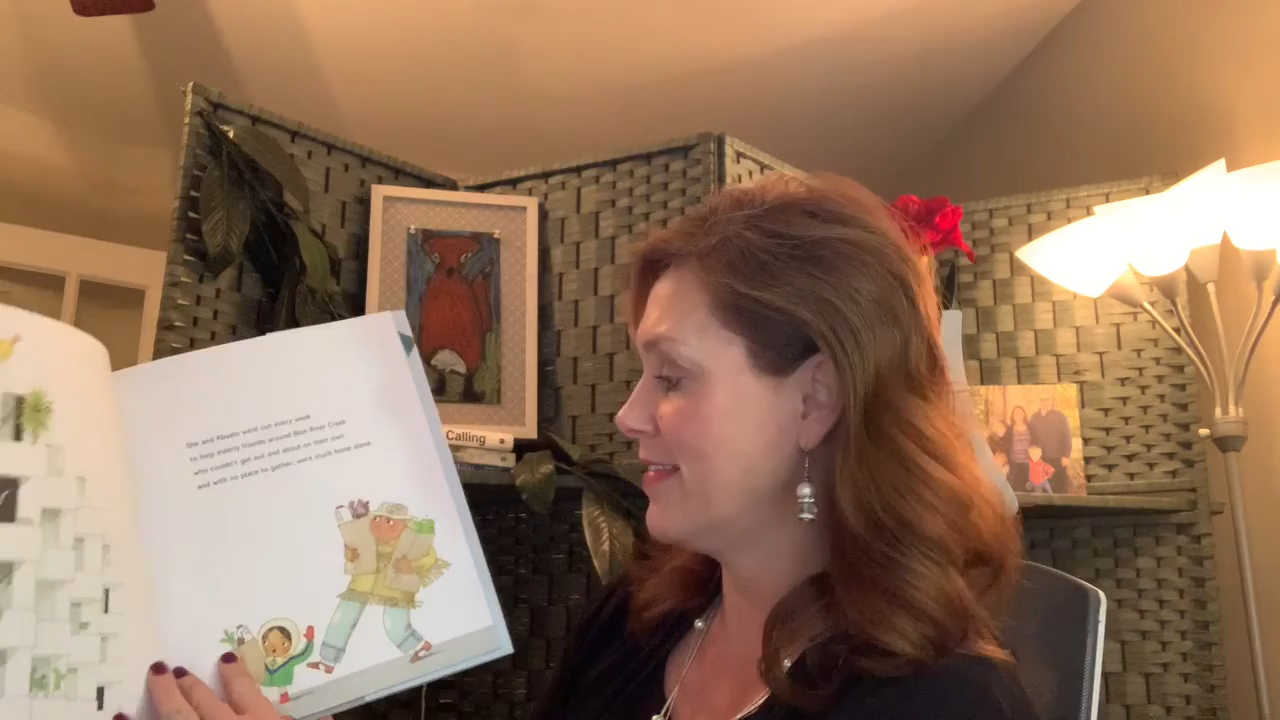 She and Abuelo went out every week
to help elderly friends around Bion River Creek
who couldn't get out and about on their own
and with no place to gather, were stuck home alone.
Calling